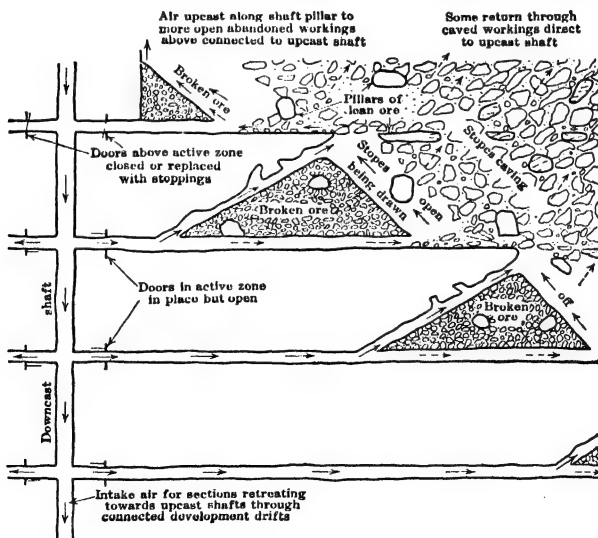 Air upcast along shaft pillar to
more open abandoned workings
above connected to upcast shaft
Some return through
caved workings direct
to upcast shaft
Broken ore
Pillars of
lean ore
Doors above active zone
closed or replaced
with stoppings
Stopes open
being drawn
Stopes caving
Broken ore
Doors in active zone
in place but open
off
Broken
ore
Downcast shaft
Intake air for sections retreating
towards upcast shafts through
connected development drifts